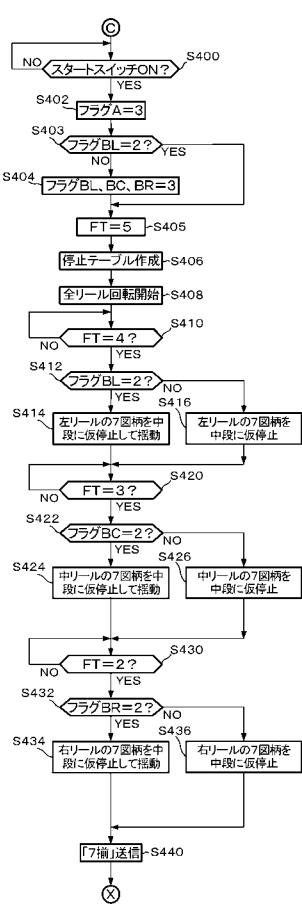 C
スタートスイッチON?
S400
NO
YES
S402
フラグA=3
S403
フラグBL=2?
YES
NO
S404
フラグBL、BC、BR=3
FT=5
S405
停止テーブル作成
S406
全リール回転開始
S408
S410
FT=4?
NO
YES
S412
フラグBL=2?
NO
YES
S414
左リールの7図柄を中
段に仮停止して揺動
S416
左リールの7図柄を
中段に仮停止
S420
FT=3?
NO
YES
S422
フラグBC=2?
NO
YES
S424
中リールの7図柄を中
段に仮停止して揺動
S426
中リールの7図柄を
中段に仮停止
S430
FT=2?
NO
YES
S432
フラグBR=2?
NO
YES
S434
右リールの7図柄を中
段に仮停止して揺動
S436
右リールの7図柄を
中段に仮停止
「7揃」送信
S440
X